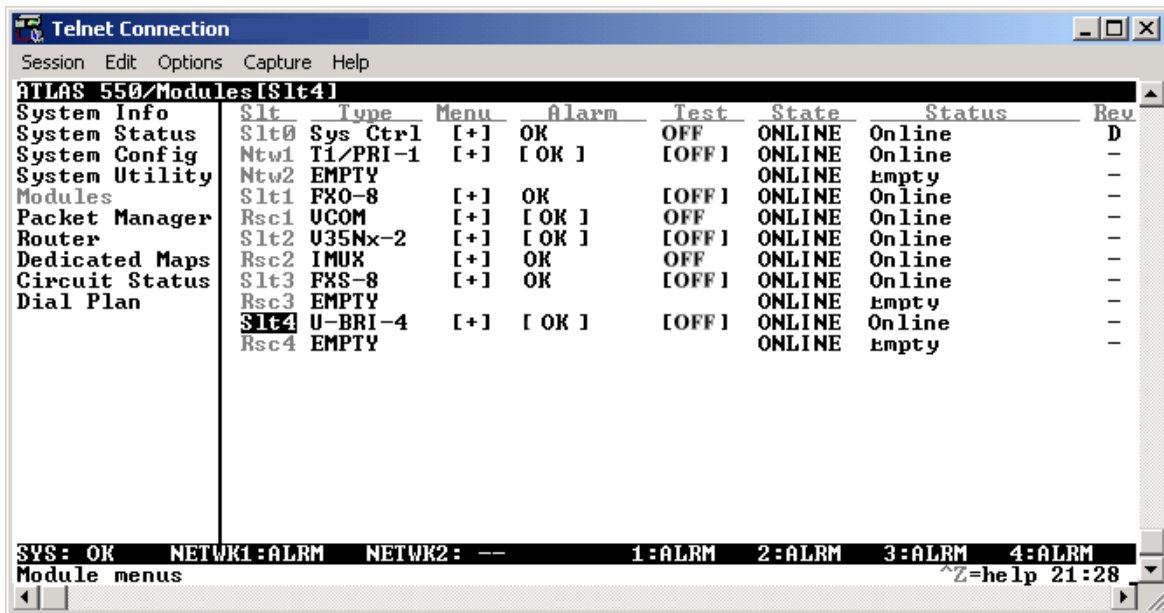 Telnet Connection
Session Edit Options Capture Help
ATLAS 550/Modules[Slt4]
System Info Slt Type Menu Alarm Test State Status Rev
System Status Slt0 Sys Ctrl [+] OK OFF ONLINE Online D
System Config Ntw1 T1/PRI-1 [+] [ OK ] [OFF] ONLINE Online -
System Utility Ntw2 EMPTY ONLINE Empty -
Modules Slt1 FXO-8 [+] OK [OFF] ONLINE Online -
Packet Manager Rsc1 VCOM [+] [ OK ] OFF ONLINE Online -
Router Slt2 V35Nx-2 [+] [ OK ] [OFF] ONLINE Online -
Dedicated Maps Rsc2 IMUX [+] OK OFF ONLINE Online -
Circuit Status Slt3 FXS-8 [+] OK [OFF] ONLINE Online -
Dial Plan Rsc3 EMPTY ONLINE Empty -
Slt4 U-BRI-4 [+] [ OK ] [OFF] ONLINE Online -
Rsc4 EMPTY ONLINE Empty -
SYS: OK NETWK1:ALRM NETWK2: -- 1:ALRM 2:ALRM 3:ALRM 4:ALRM
Module menus ^Z=help 21:28